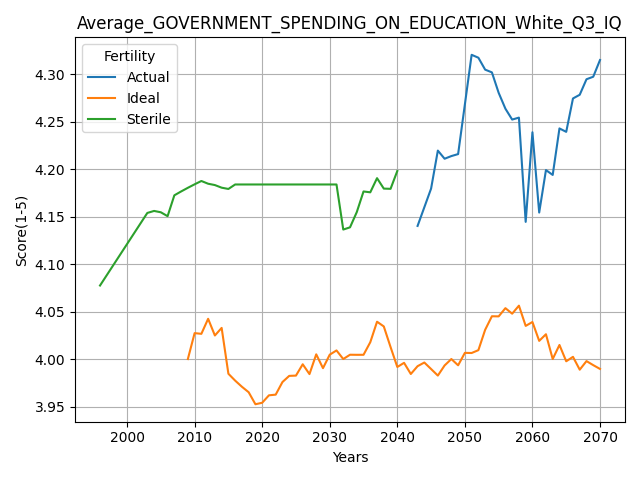 Average_GOVERNMENT_SPENDING_ON_EDUCATION_White_Q3_IQ
Fertility
Actual
Ideal
Sterile
Score(1-5)
4.30
4.25
4.20
4.15
4.10
4.05
4.00
3.95
2000 2010 2020 2030 2040 2050 2060 2070
Years